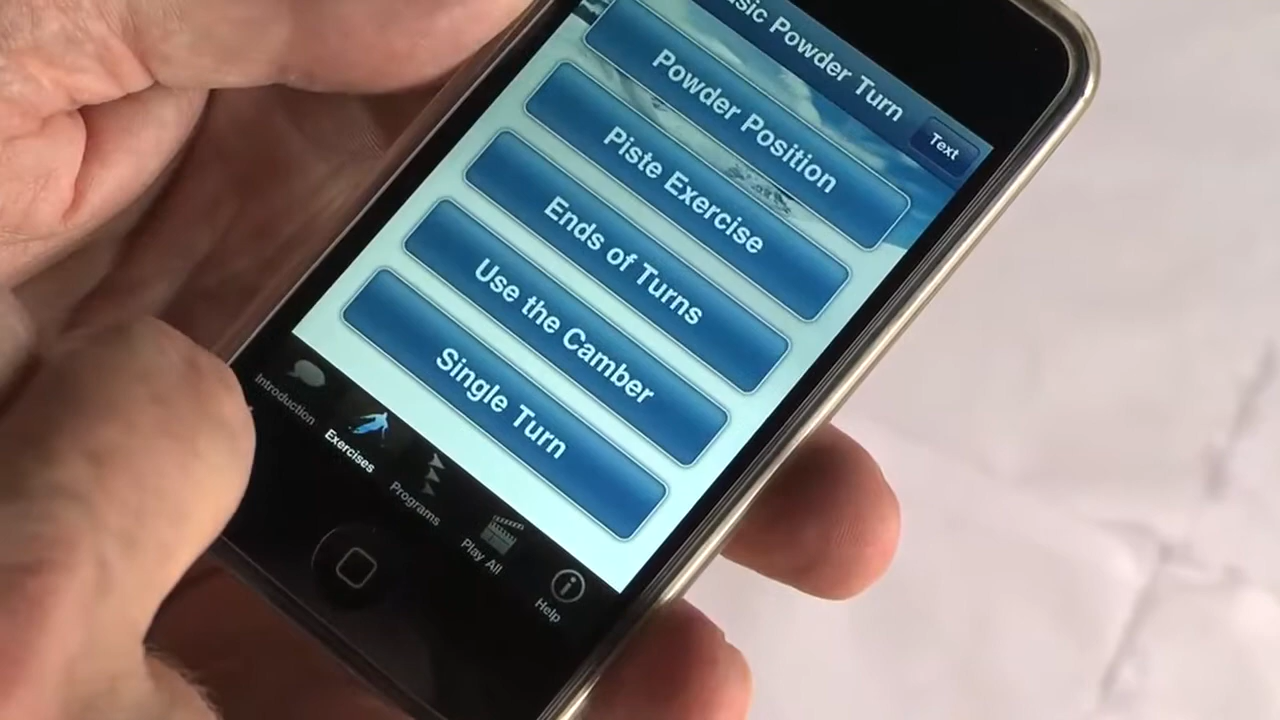 Powder Turn
Text
Powder Position
Piste Exercise
Ends of Turns
Use the Camber
Single Turn
Introduction
Exercises
Programs
Play All
Help